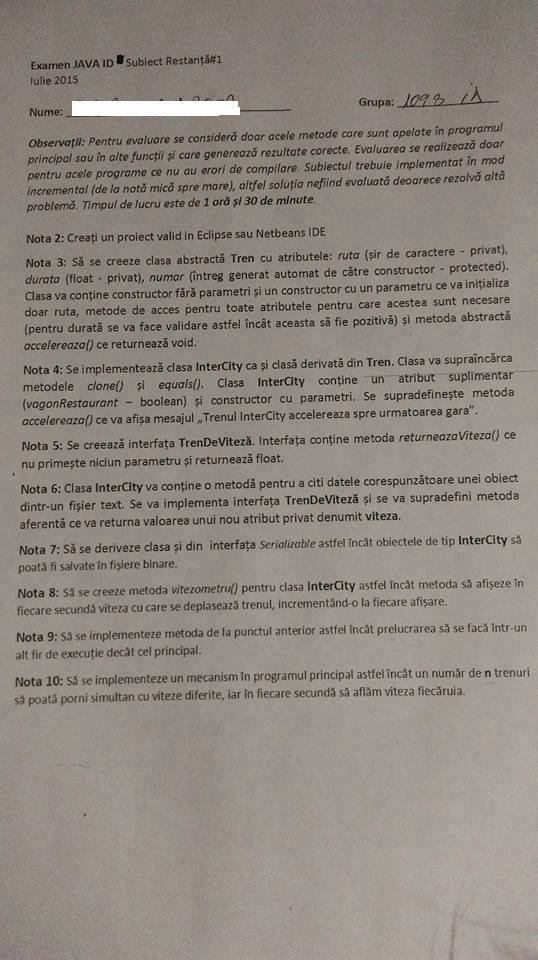 Examen JAVA ID Subiect Restanță#1
Iulie 2015
Nume: Grupa: 1093 id
Observații: Pentru evaluare se consideră doar acele metode care sunt apelate în programul
principal sau în alte funcții și care generează rezultate corecte. Evaluarea se realizează doar
pentru acele programe ce nu au erori de compilare. Subiectul trebuie implementat în mod
incremental (de la notă mică spre mare), altfel soluția nefiind evaluată deoarece rezolvă altă
problemă. Timpul de lucru este de 1 oră și 30 de minute.
Nota 2: Creați un proiect valid in Eclipse sau Netbeans IDE
Nota 3: Să se creeze clasa abstractă Tren cu atributele: ruta (șir de caractere - privat),
durata (float - privat), numar (întreg generat automat de către constructor - protected).
Clasa va conține constructor fără parametri și un constructor cu un parametru ce va inițializa
doar ruta, metode de acces pentru toate atributele pentru care acestea sunt necesare
(pentru durată se va face validare astfel încât aceasta să fie pozitivă) și metoda abstractă
accelereaza() ce returnează void.
Nota 4: Se implementează clasa InterCity ca și clasă derivată din Tren. Clasa va supraîncărca
metodele clone() și equals(). Clasa InterCity conține un atribut suplimentar
(vagonRestaurant – boolean) și constructor cu parametri. Se supradefinește metoda
accelereaza() ce va afișa mesajul „Trenul InterCity accelereaza spre urmatoarea gara”.
Nota 5: Se creează interfața TrenDeViteză. Interfața conține metoda returneazaViteza() ce
nu primește niciun parametru și returnează float.
Nota 6: Clasa InterCity va conține o metodă pentru a citi datele corespunzătoare unei obiect
dintr-un fișier text. Se va implementa interfața TrenDeViteză și se va supradefini metoda
aferentă ce va returna valoarea unui nou atribut privat denumit viteza.
Nota 7: Să se deriveze clasa și din interfața Serializable astfel încât obiectele de tip InterCity să
poată fi salvate în fișiere binare.
Nota 8: Să se creeze metoda vitezometru() pentru clasa InterCity astfel încât metoda să afișeze în
fiecare secundă viteza cu care se deplasează trenul, incrementând-o la fiecare afișare.
Nota 9: Să se implementeze metoda de la punctul anterior astfel încât prelucrarea să se facă într-un
alt fir de execuție decât cel principal.
Nota 10: Să se implementeze un mecanism în programul principal astfel încât un număr de n trenuri
să poată porni simultan cu viteze diferite, iar în fiecare secundă să aflăm viteza fiecăruia.